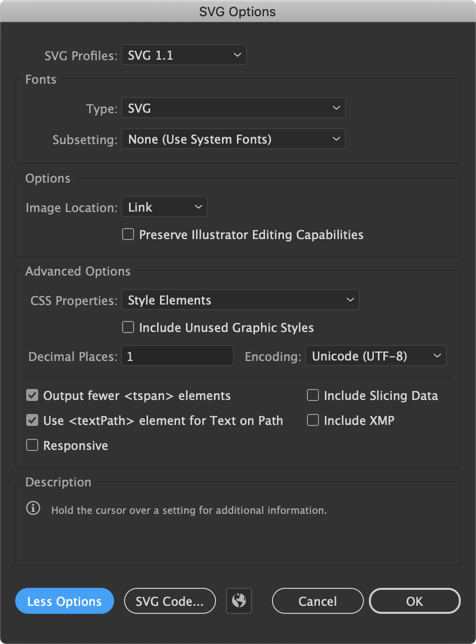 SVG Options
SVG Profiles: SVG 1.1
Fonts
Type: SVG
Subsetting: None (Use System Fonts)
Options
Image Location: Link
Preserve Illustrator Editing Capabilities
Advanced Options
CSS Properties: Style Elements
Include Unused Graphic Styles
Decimal Places: 1 Encoding: Unicode (UTF-8)
Output fewer <tspan> elements Include Slicing Data
Use <textPath> element for Text on Path Include XMP
Responsive
Description
Hold the cursor over a setting for additional information.
Less Options SVG Code... Cancel OK